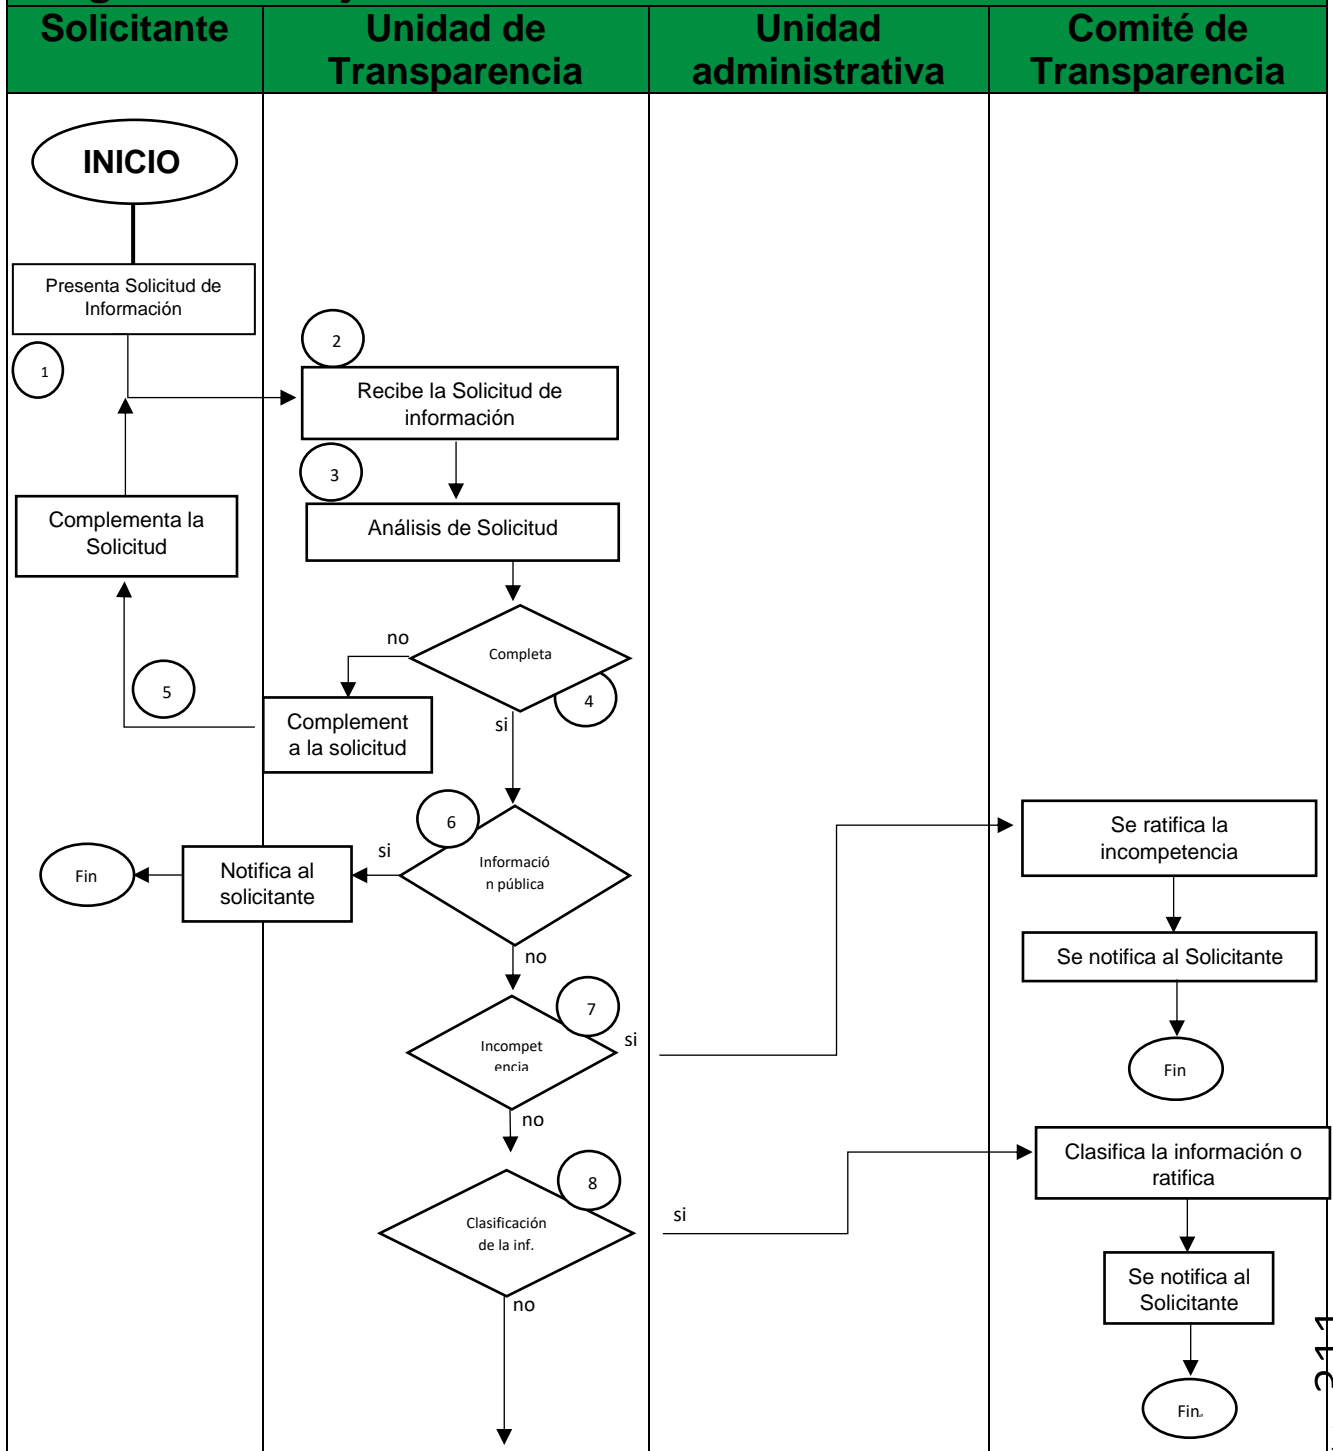 Solicitante
Unidad de
Transparencia
Unidad
administrativa
Comité de
Transparencia
INICIO
Presenta Solicitud de
Información
1
2
Recibe la Solicitud de
información
3
Análisis de Solicitud
Complementa la
Solicitud
no
Completa
4
5
Complement
a la solicitud
si
6
Informació
n pública
si
Notifica al
solicitante
Fin
no
Se ratifica la
incompetencia
Se notifica al Solicitante
Fin
7
Incompet
encia
si
no
Clasifica la información o
ratifica
8
Clasificación
de la inf.
si
no
Se notifica al
Solicitante
Fin